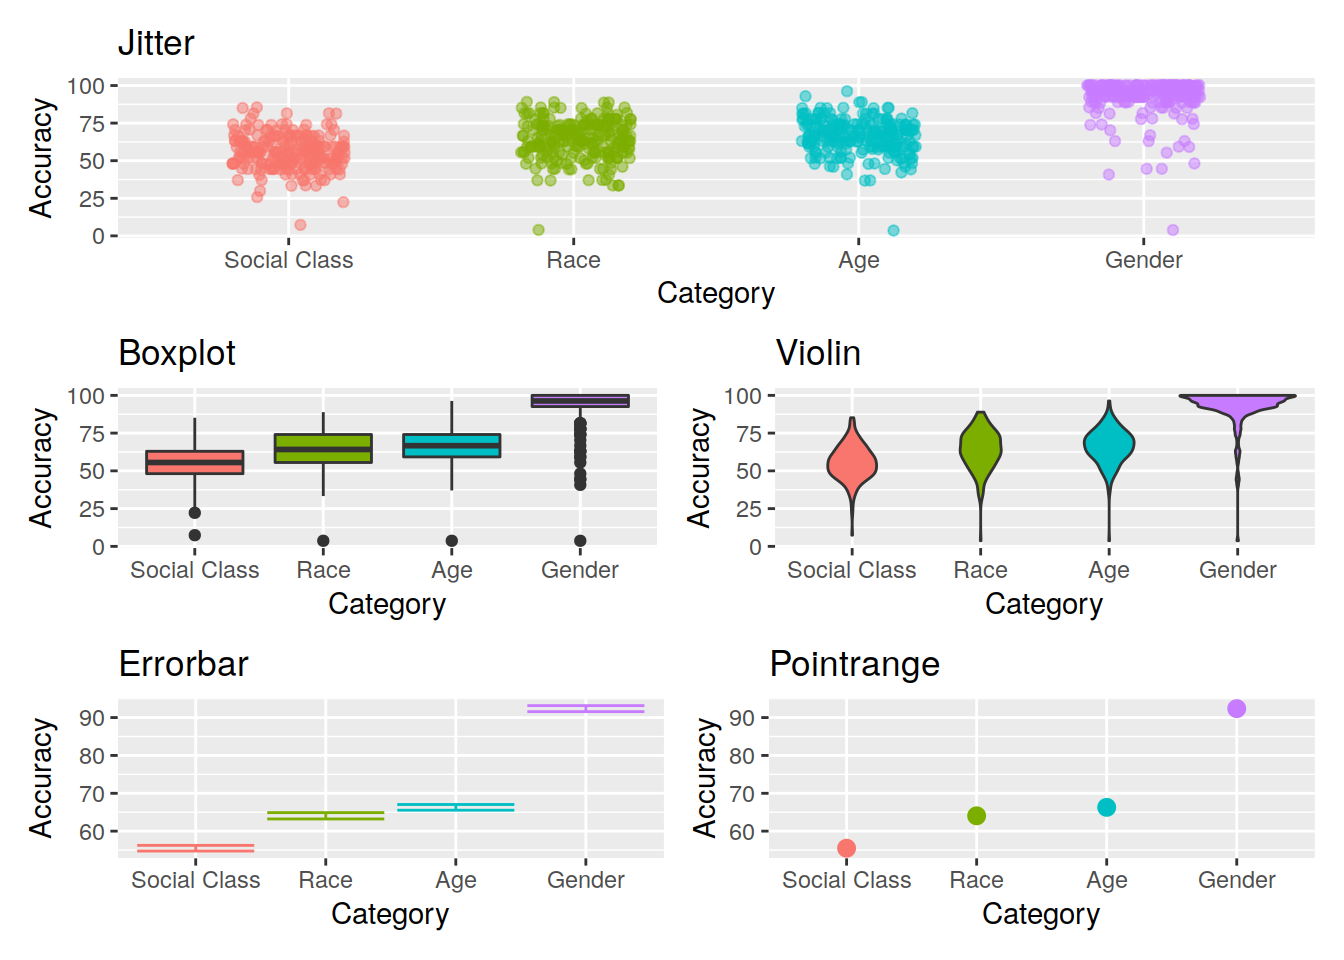 Jitter
Accuracy
100
75
50
25
0
Social Class Race Age Gender
Category
Boxplot
Accuracy
100
75
50
25
0
Social Class Race Age Gender
Category
Violin
Accuracy
100
75
50
25
0
Social Class Race Age Gender
Category
Errorbar
Accuracy
90
80
70
60
Social Class Race Age Gender
Category
Pointrange
Accuracy
90
80
70
60
Social Class Race Age Gender
Category